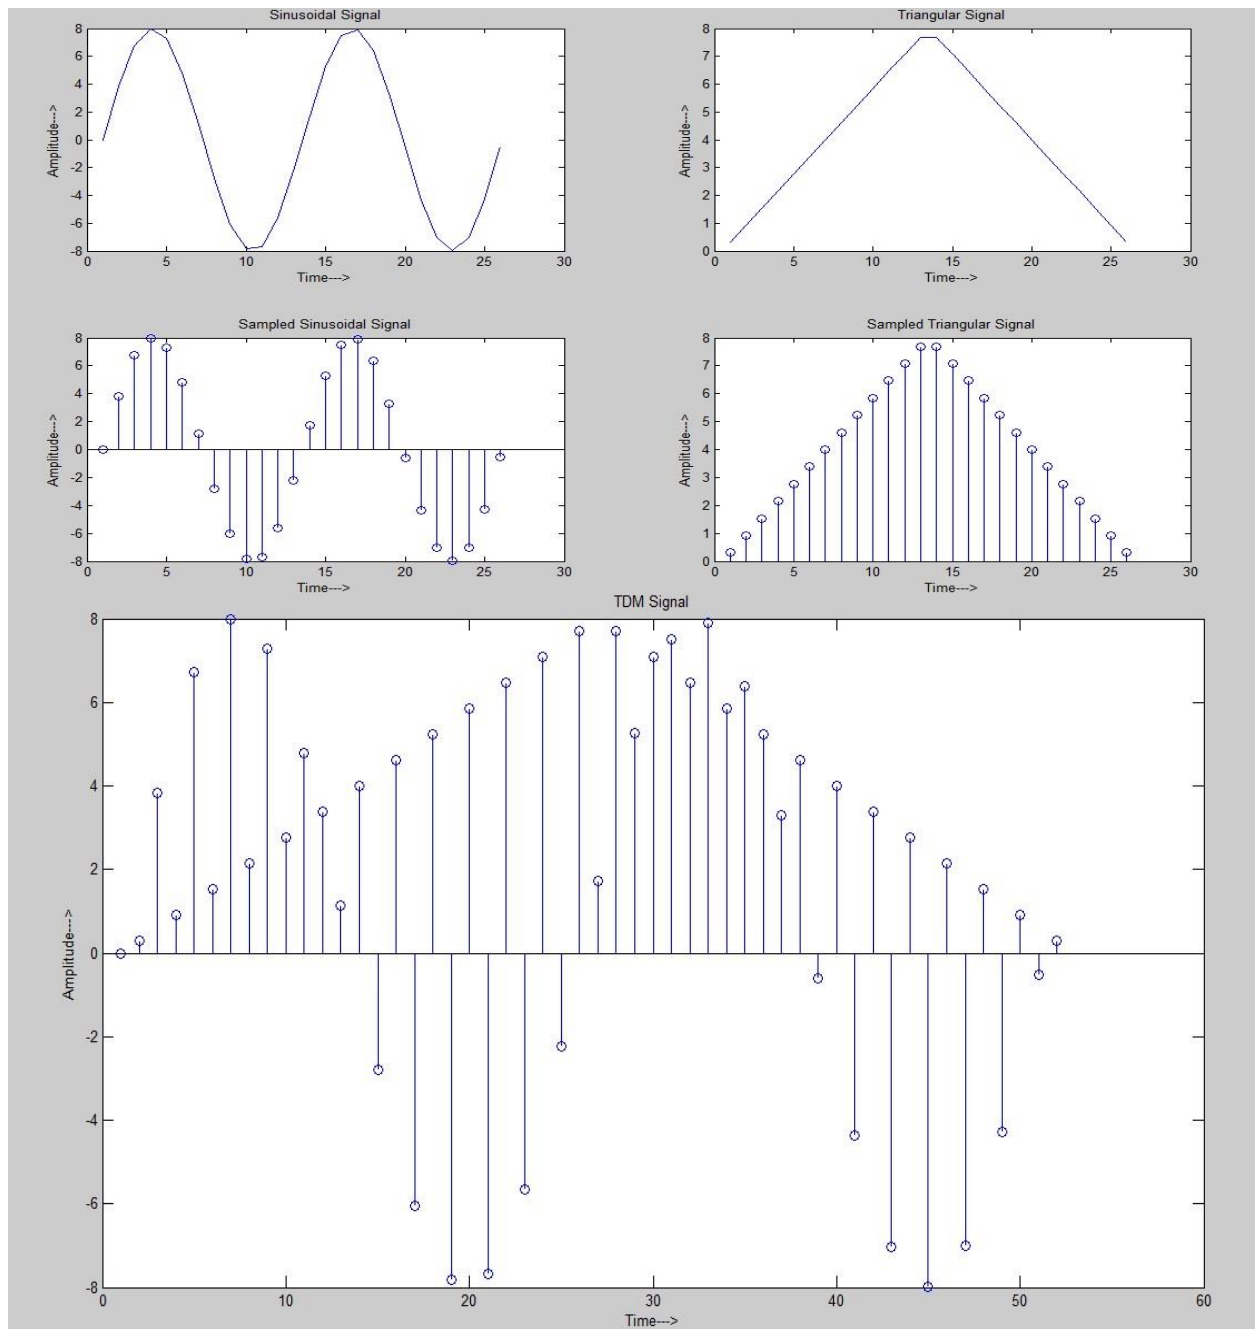 Sinusoidal Signal
8
6
4
2
0
-2
-4
-6
-8
Amplitude--->
0 5 10 15 20 25 30
Time--->
Triangular Signal
8
7
6
5
4
3
2
1
0
Amplitude--->
0 5 10 15 20 25 30
Time--->
Sampled Sinusoidal Signal
8
6
4
2
0
-2
-4
-6
-8
Amplitude--->
0 5 10 15 20 25 30
Time--->
Sampled Triangular Signal
8
7
6
5
4
3
2
1
0
Amplitude--->
0 5 10 15 20 25 30
Time--->
TDM Signal
8
6
4
2
0
-2
-4
-6
-8
Amplitude--->
0 10 20 30 40 50 60
Time--->